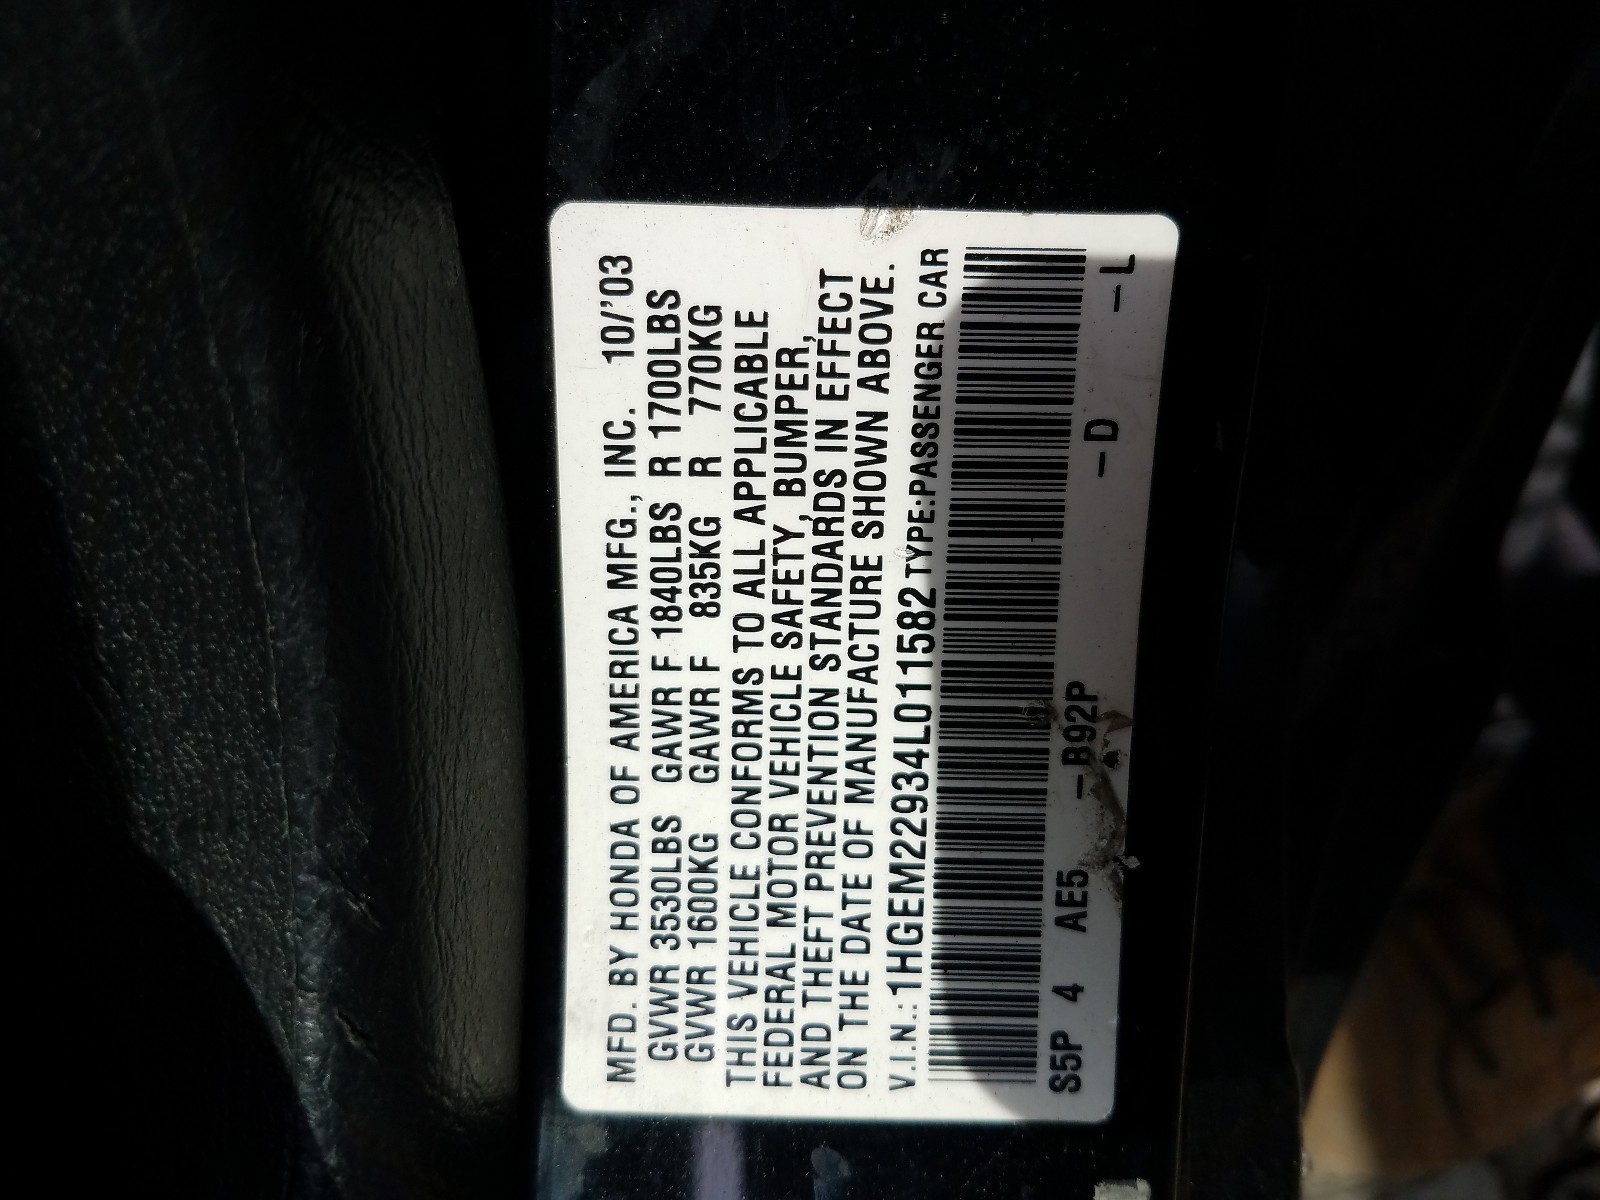 MFD. BY HONDA OF AMERICA MFG., INC. 10/'03
GVWR 3530LBS GAWR F 1840LBS R 1700LBS
GVWR 1600KG GAWR F 835KG R 770KG
THIS VEHICLE CONFORMS TO ALL APPLICABLE
FEDERAL MOTOR VEHICLE SAFETY, BUMPER,
AND THEFT PREVENTION STANDARDS IN EFFECT
ON THE DATE OF MANUFACTURE SHOWN ABOVE.
V.I.N.: 1HGEM22934L011582 TYPE:PASSENGER CAR
S5P 4 AE5 –B92P –D –L